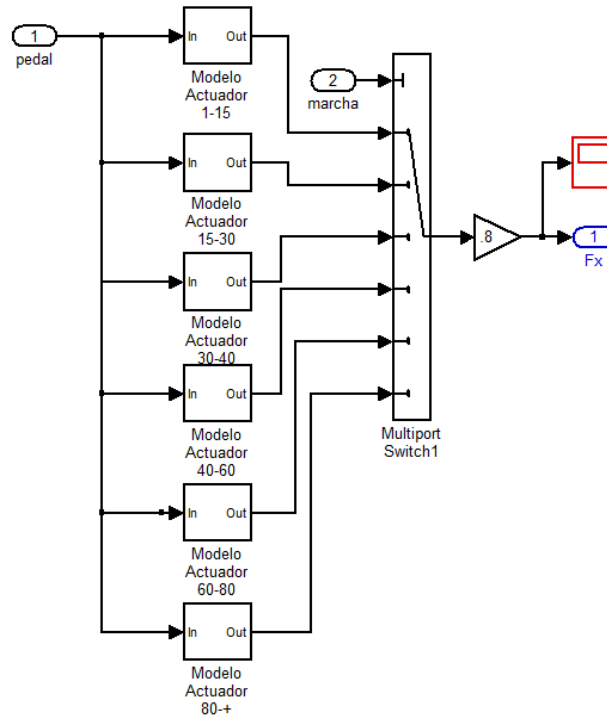 1
pedal
In
Out
Modelo
Actuador
1-15
2
marcha
In
Out
Modelo
Actuador
15-30
In
Out
Modelo
Actuador
30-40
In
Out
Modelo
Actuador
40-60
In
Out
Modelo
Actuador
60-80
In
Out
Modelo
Actuador
80-+
Multiport
Switch1
.8
1
Fx